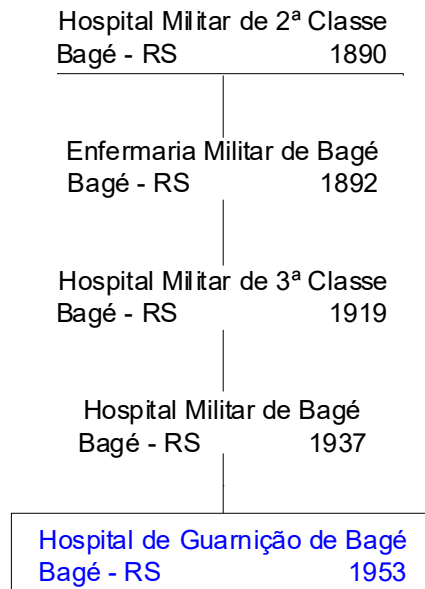 Hospital Militar de 2ª Classe
Bagé - RS 1890
Enfermaria Militar de Bagé
Bagé - RS 1892
Hospital Militar de 3ª Classe
Bagé - RS 1919
Hospital Militar de Bagé
Bagé - RS 1937
Hospital de Guarnição de Bagé
Bagé - RS 1953